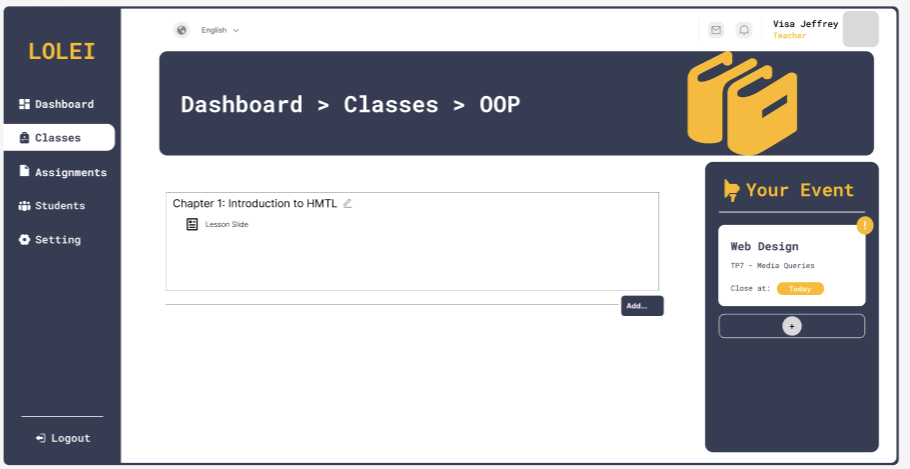 LOLEI
Dashboard
Classes
Assignments
Students
Setting
Logout
English
Visa Jeffrey
Teacher
Dashboard > Classes > OOP
Chapter 1: Introduction to HMTL
Lesson Slide
Add...
Your Event
!
Web Design
TP7 - Media Queries
Close at: Today
+